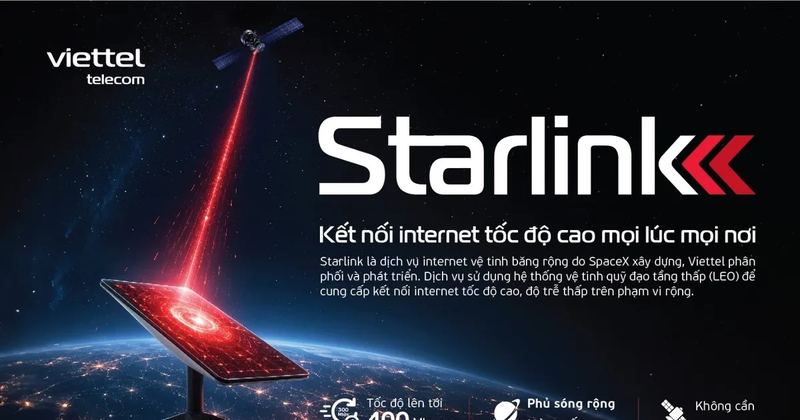 viettel
telecom
Starlink
Kết nối internet tốc độ cao mọi lúc mọi nơi
Starlink là dịch vụ internet vệ tinh băng rộng do SpaceX xây dựng, Viettel phân
phối và phát triển. Dịch vụ sử dụng hệ thống vệ tinh quỹ đạo tầng thấp (LEO) để
cung cấp kết nối internet tốc độ cao, độ trễ thấp trên phạm vi rộng.
Tốc độ lên tới
Phủ sóng rộng
Không cần
300
400